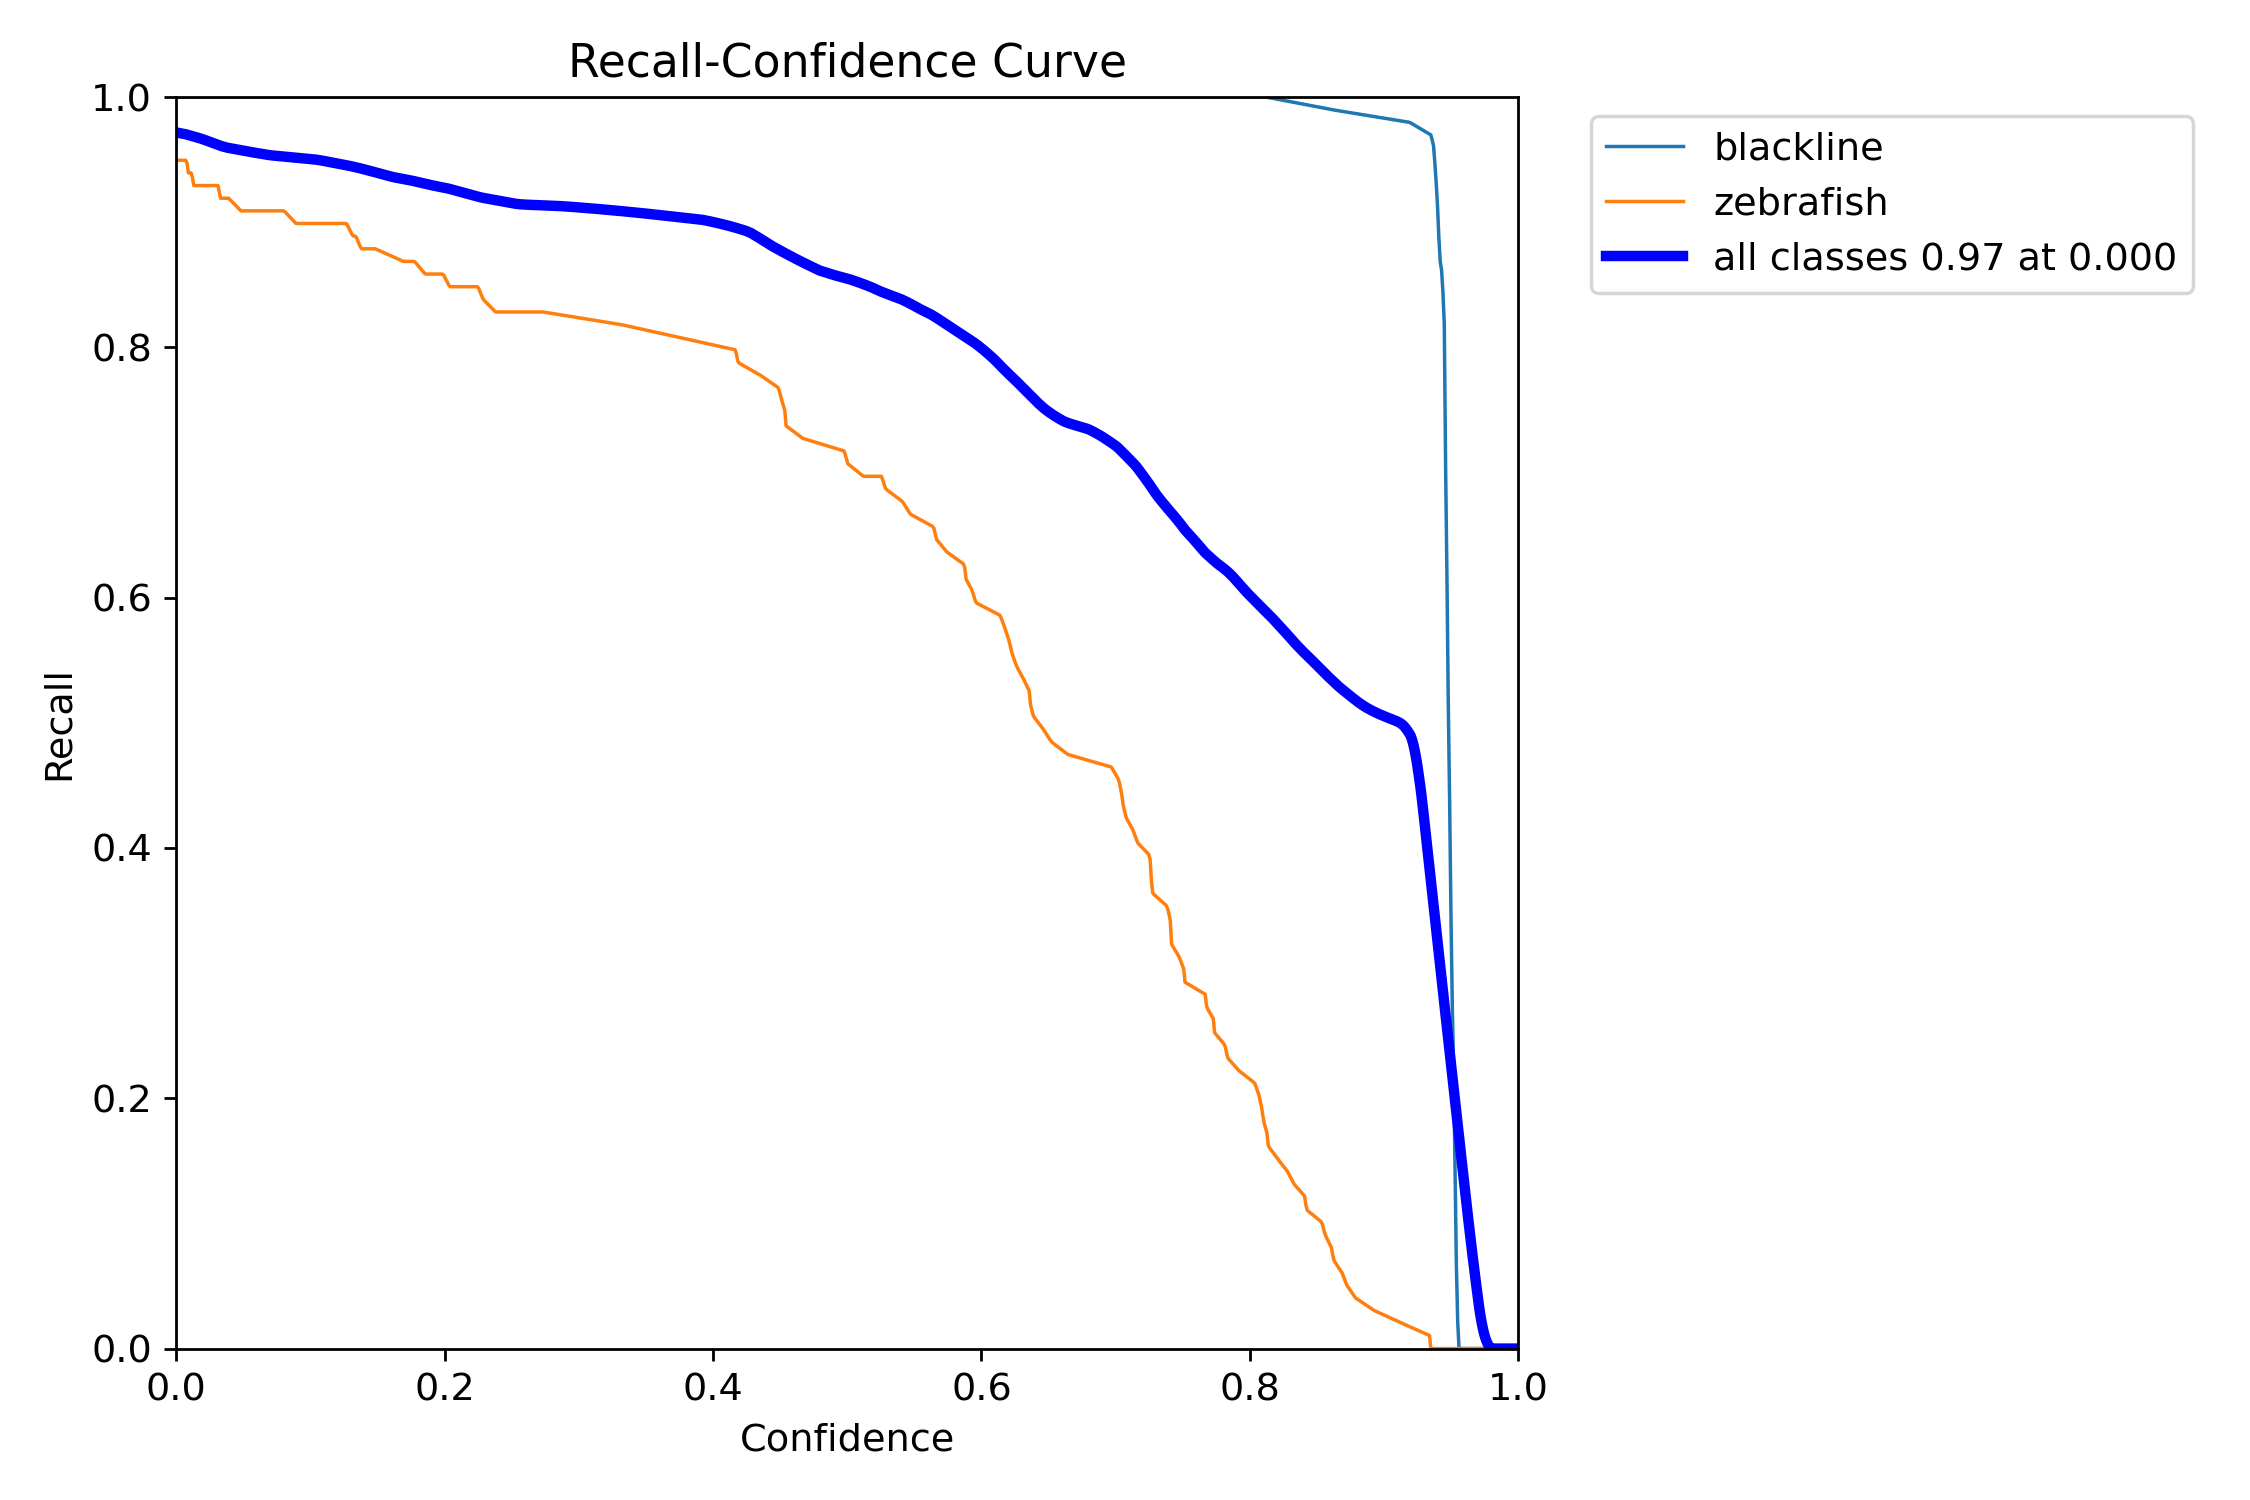 Recall-Confidence Curve
1.0
0.8
0.6
0.4
0.2
0.0
Recall
0.0 0.2 0.4 0.6 0.8 1.0
Confidence
blackline
zebrafish
all classes 0.97 at 0.000